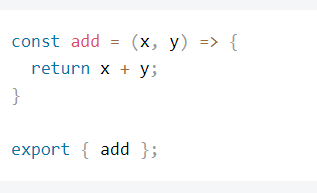 const add = (x, y) => {
  return x + y;
}

export { add };